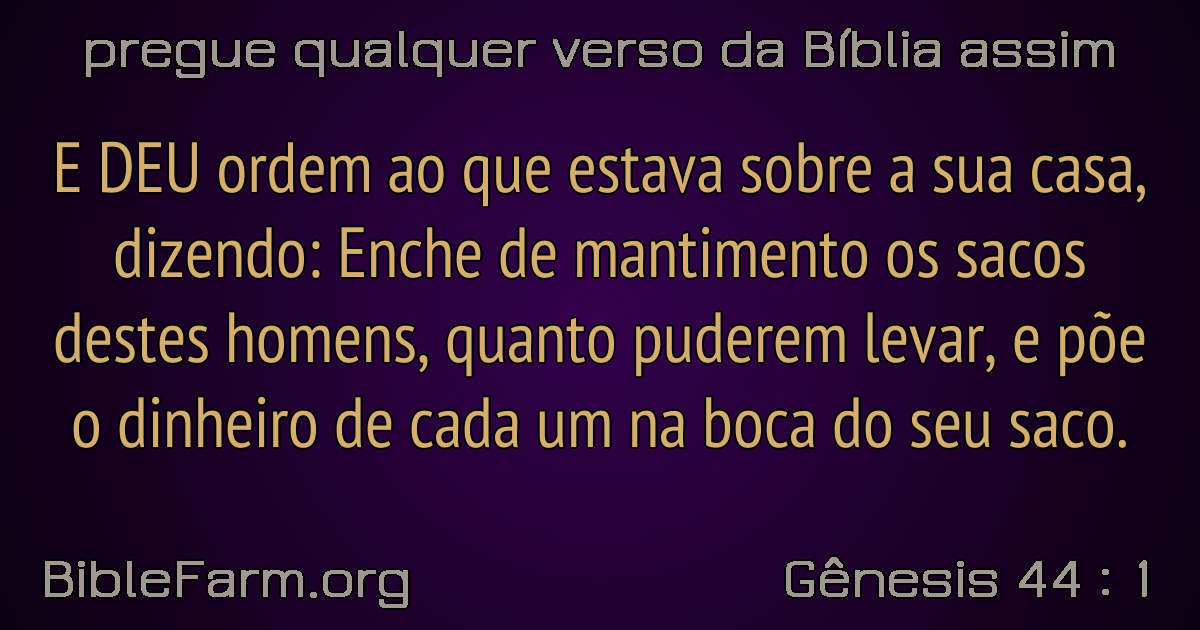 pregue qualquer verso da Bíblia assim
E DEU ordem ao que estava sobre a sua casa,
dizendo: Enche de mantimento os sacos
destes homens, quanto puderem levar, e põe
o dinheiro de cada um na boca do seu saco.
BibleFarm.org
Gênesis 44 : 1